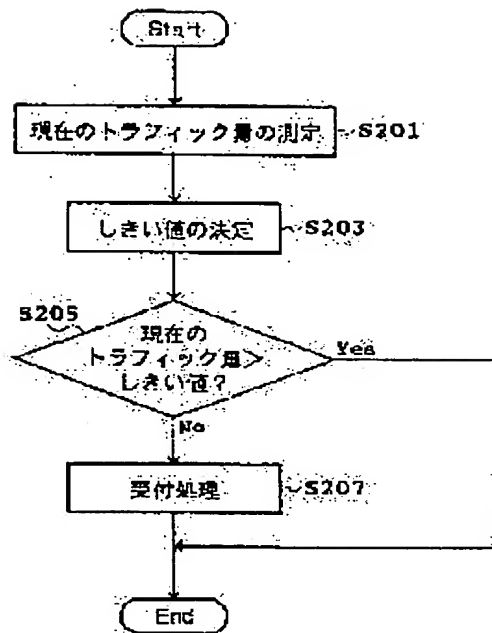 Start
現在のトラフィック量の測定
S201
しきい値の決定
S203
S205
現在の
トラフィック量>
しきい値?
Yes
No
受付処理
S207
End